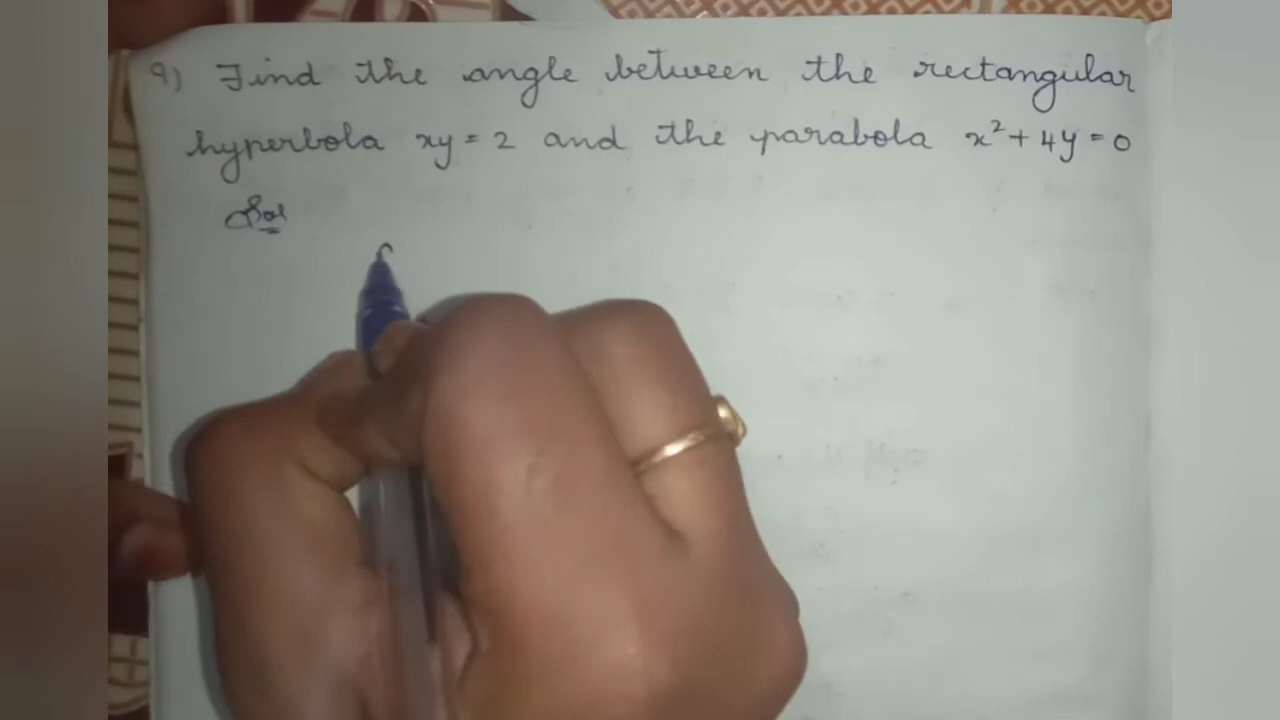 9) Find the angle between the rectangular
hyperbola xy = 2 and the parabola x² + 4y = 0
Sol